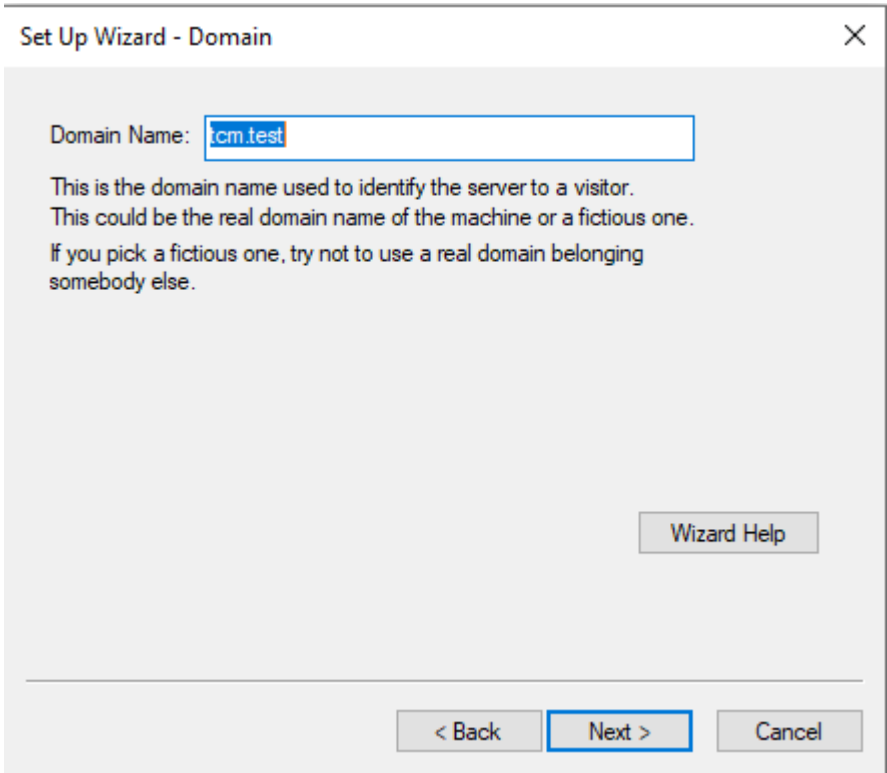 Set Up Wizard - Domain
Domain Name: tcm.test
This is the domain name used to identify the server to a visitor.
This could be the real domain name of the machine or a fictious one.
If you pick a fictious one, try not to use a real domain belonging
somebody else.
Wizard Help
< Back Next > Cancel